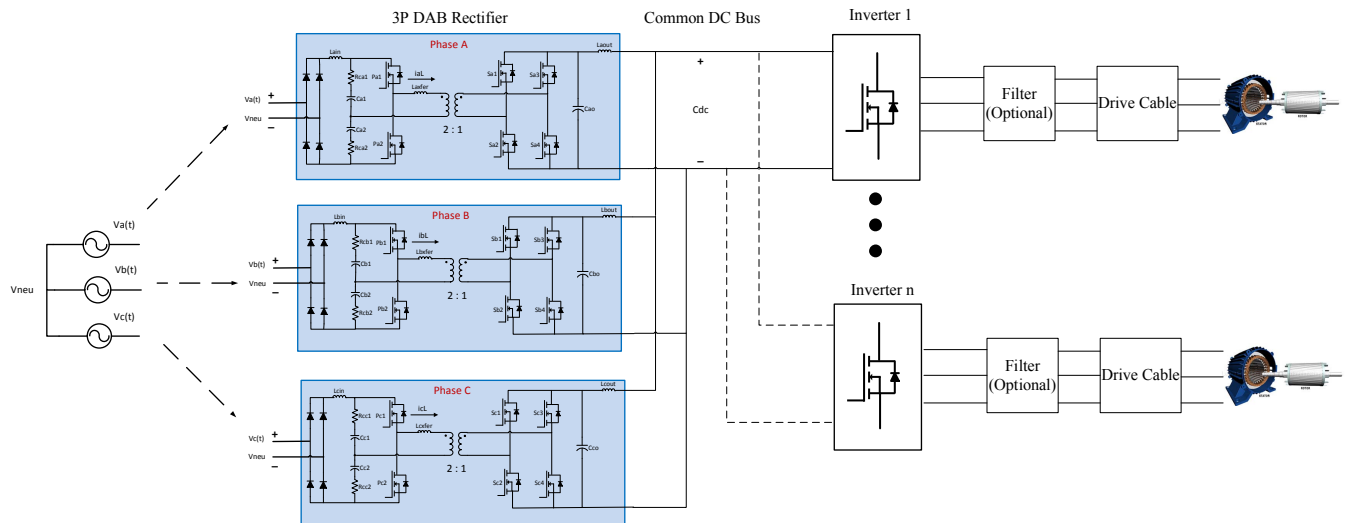 3P DAB Rectifier
Common DC Bus
Inverter 1
Phase A
Lain
Rca1
Pa1
iaL
Laxfer
Ca1
Ca2
Rca2
Pa2
2 : 1
Sa1
Sa3
Sa2
Sa4
Cao
Laout
Va(t)
+
Vneu
−
+
Cdc
−
Filter
(Optional)
Drive Cable
Phase B
Lbin
Rcb1
Pb1
ibL
Lbxfer
Cb1
Cb2
Rcb2
Pb2
2 : 1
Sb1
Sb3
Sb2
Sb4
Cbo
Lbout
Vb(t)
+
Vneu
−
Va(t)
Vb(t)
Vneu
Vc(t)
Inverter n
Filter
(Optional)
Drive Cable
Phase C
Lcin
Rcc1
Pc1
icL
Lcxfer
Cc1
Cc2
Rcc2
Pc2
2 : 1
Sc1
Sc3
Sc2
Sc4
Cco
Lcout
Vc(t)
+
Vneu
−